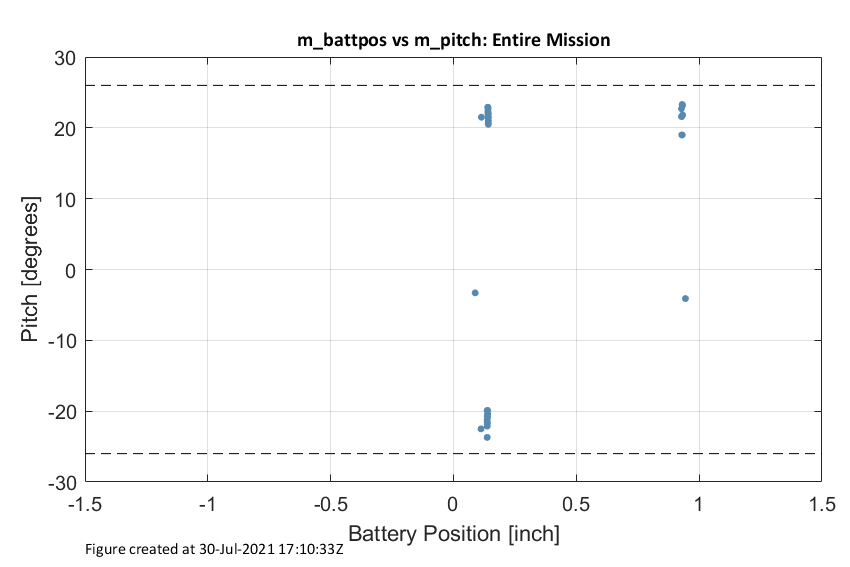 m_battpos vs m_pitch: Entire Mission
30
20
10
0
-10
-20
-30
Pitch [degrees]
-1.5 -1 -0.5 0 0.5 1 1.5
Battery Position [inch]
Figure created at 30-Jul-2021 17:10:33Z